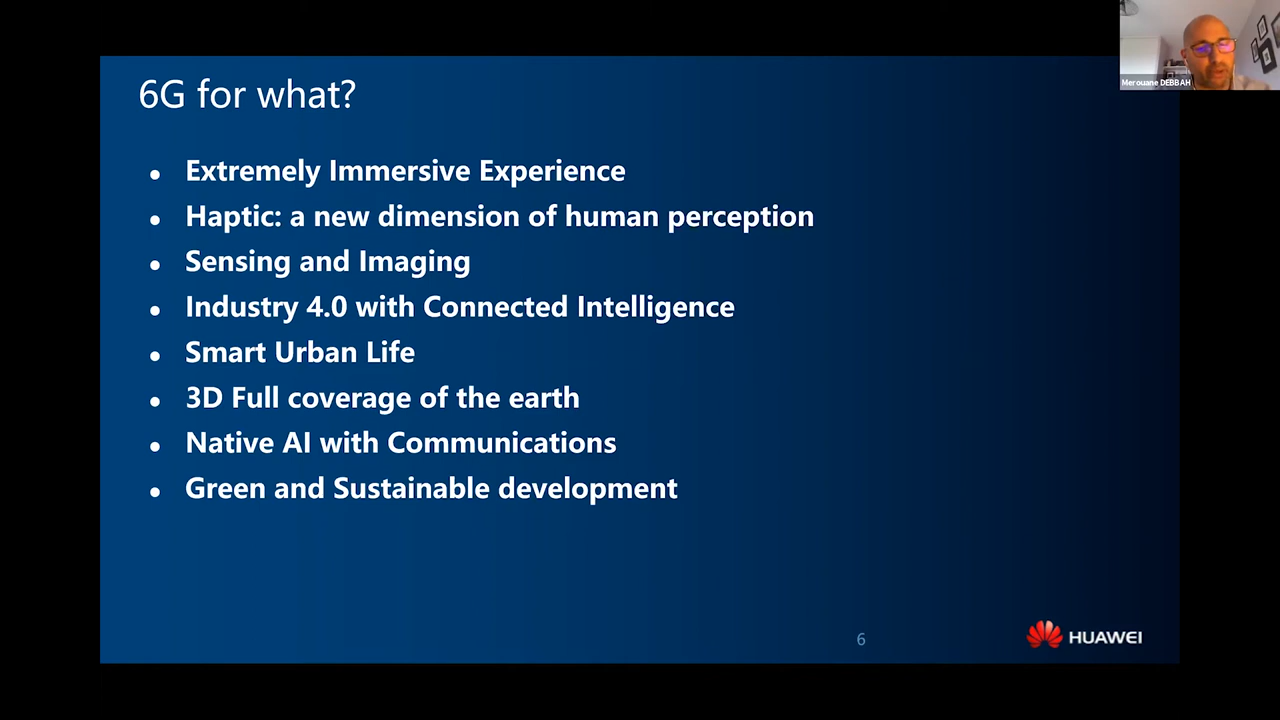 Merouane DEBBAH
6G for what?
• Extremely Immersive Experience
• Haptic: a new dimension of human perception
• Sensing and Imaging
• Industry 4.0 with Connected Intelligence
• Smart Urban Life
• 3D Full coverage of the earth
• Native AI with Communications
• Green and Sustainable development
6
HUAWEI